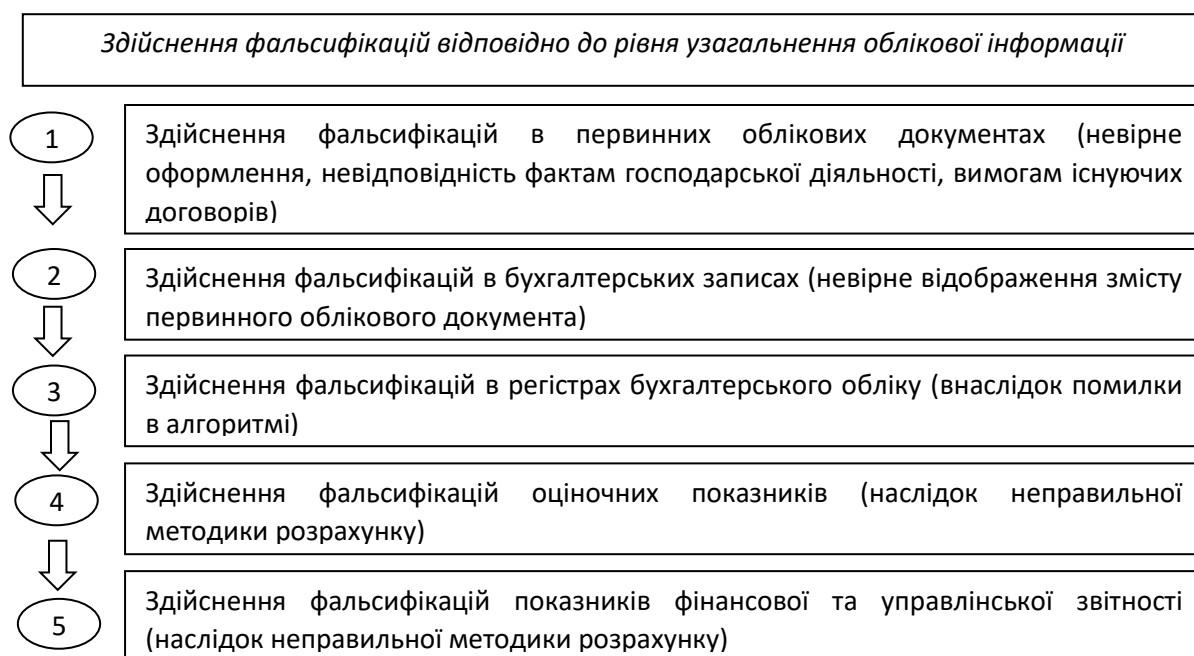 Здійснення фальсифікацій відповідно до рівня узагальнення облікової інформації
1
Здійснення фальсифікацій в первинних облікових документах (невірне
оформлення, невідповідність фактам господарської діяльності, вимогам існуючих
договорів)
2
Здійснення фальсифікацій в бухгалтерських записах (невірне відображення змісту
первинного облікового документа)
3
Здійснення фальсифікацій в регістрах бухгалтерського обліку (внаслідок помилки
в алгоритмі)
4
Здійснення фальсифікацій оціночних показників (наслідок неправильної
методики розрахунку)
5
Здійснення фальсифікацій показників фінансової та управлінської звітності
(наслідок неправильної методики розрахунку)